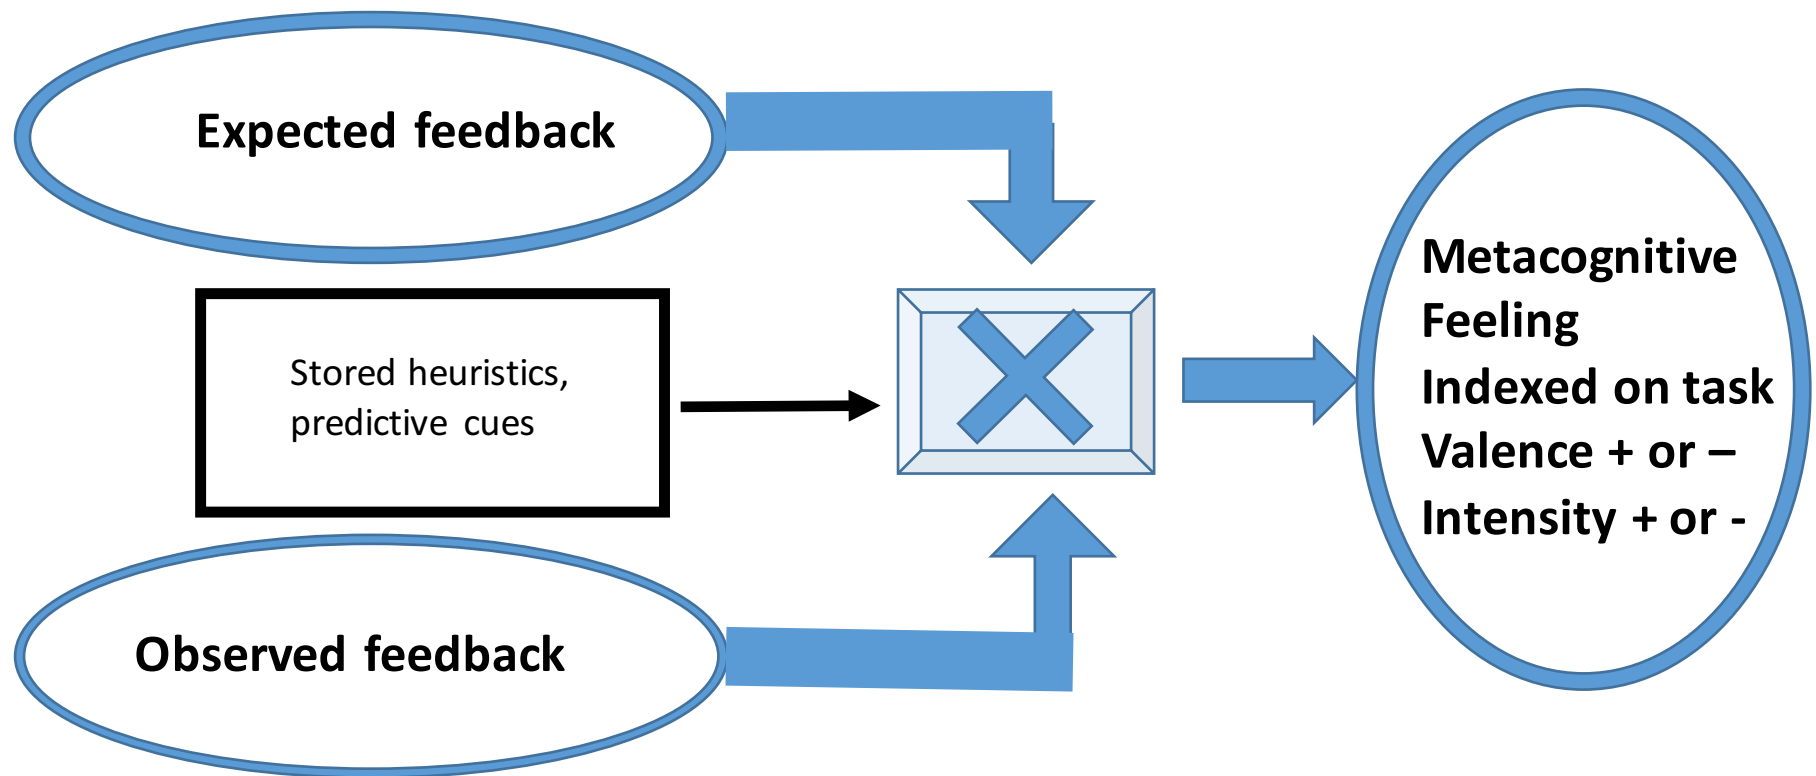 Expected feedback
Stored heuristics,
predictive cues
Observed feedback
Metacognitive
Feeling
Indexed on task
Valence + or –
Intensity + or -